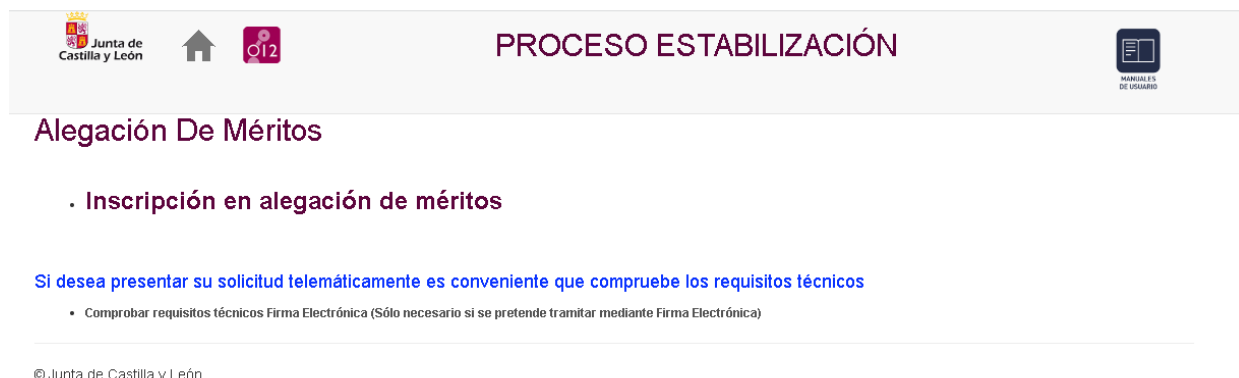 Junta de
Castilla y León
012
PROCESO ESTABILIZACIÓN
MANUALES
DE USUARIO
Alegación De Méritos
Inscripción en alegación de méritos
Si desea presentar su solicitud telemáticamente es conveniente que compruebe los requisitos técnicos
Comprobar requisitos técnicos Firma Electrónica (Sólo necesario si se pretende tramitar mediante Firma Electrónica)
© Junta de Castilla y León